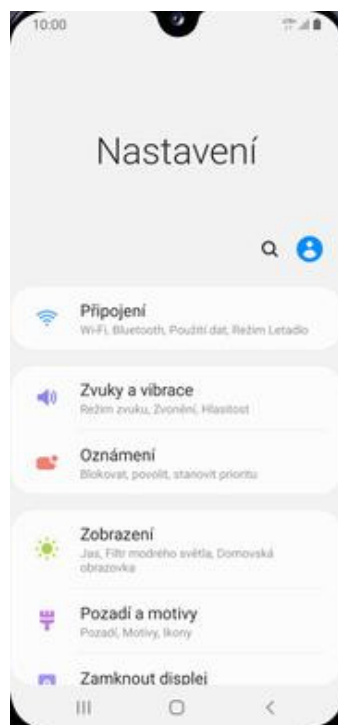 10:00
Nastavení
Připojení
Wi-Fi, Bluetooth, Použití dat, Režim Letadlo
Zvuky a vibrace
Režim zvuku, Zvonění, Hlasitost
Oznámení
Blokovat, povolit, stanovit prioritu
Zobrazení
Jas, Filtr modrého světla, Domovská
obrazovka
Pozadí a motivy
Pozadí, Motivy, Ikony
Zamknout displej